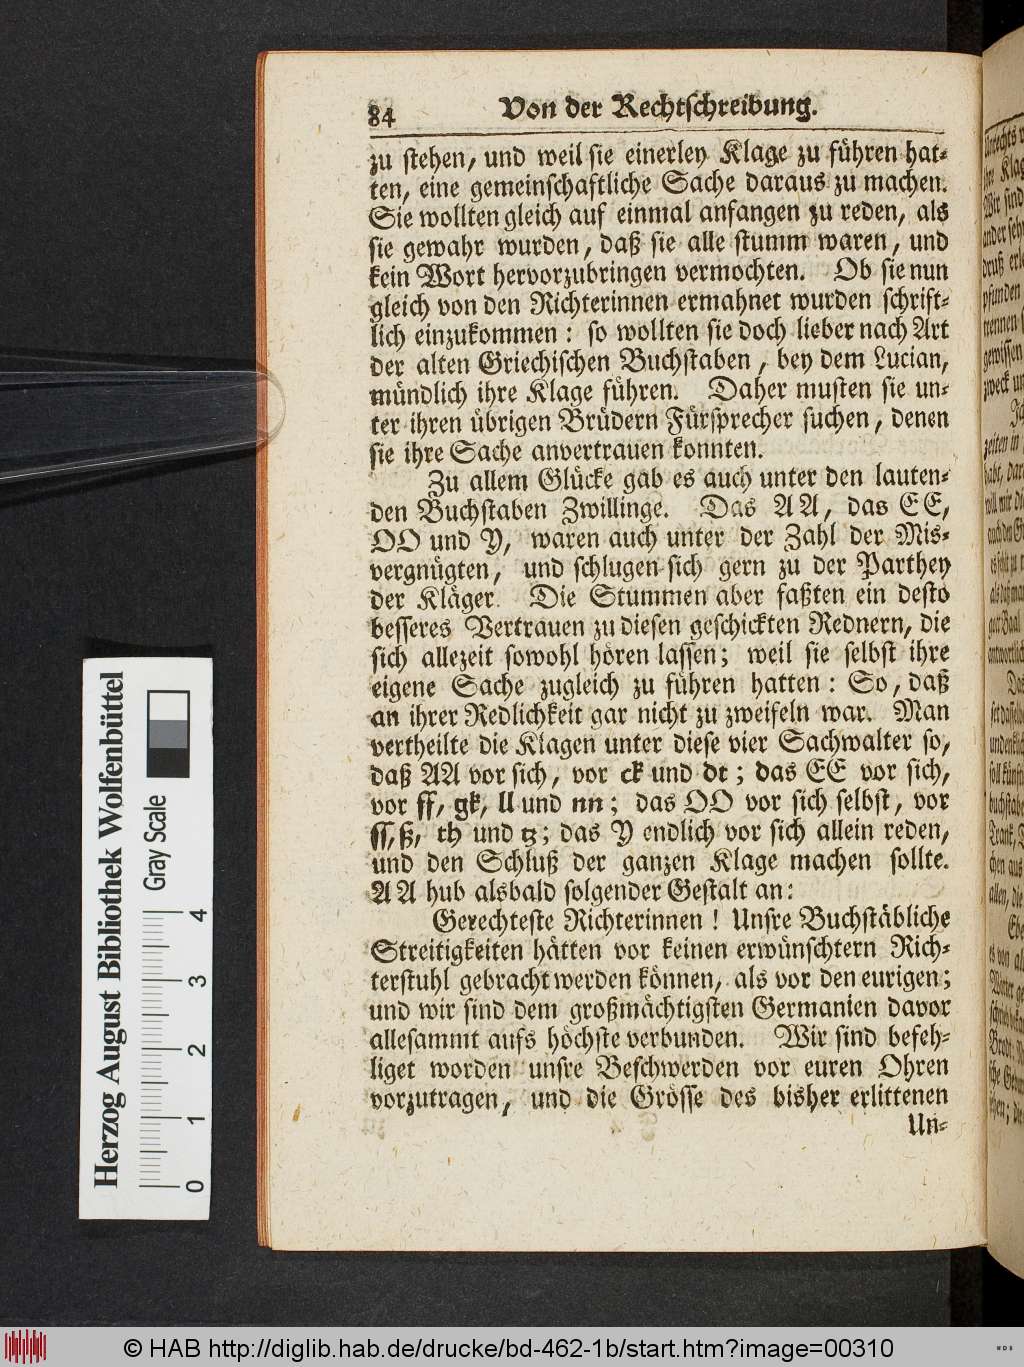 84 Von der Rechtschreibung.
zu stehen, und weil sie einerley Klage zu führen hat-
ten, eine gemeinschaftliche Sache daraus zu machen.
Sie wollten gleich auf einmal anfangen zu reden, als
sie gewahr wurden, daß sie alle stumm waren, und
kein Wort hervorzubringen vermochten. Ob sie nun
gleich von den Richterinnen ermahnet wurden schrift-
lich einzukommen: so wollten sie doch lieber nach Art
der alten Griechischen Buchstaben, bey dem Lucian,
mündlich ihre Klage führen. Daher musten sie un-
ter ihren übrigen Brüdern Fürsprecher suchen, denen
sie ihre Sache anvertrauen konnten.
Zu allem Glücke gab es auch unter den lauten-
den Buchstaben Zwillinge. Das AA, das EE,
OO und Y, waren auch unter der Zahl der Mis-
vergnügten, und schlugen sich gern zu der Parthey
der Kläger. Die Stummen aber faßten ein desto
besseres Vertrauen zu diesen geschickten Rednern, die
sich allezeit sowohl hören lassen; weil sie selbst ihre
eigene Sache zugleich zu führen hatten: So, daß
an ihrer Redlichkeit gar nicht zu zweifeln war. Man
vertheilte die Klagen unter diese vier Sachwalter so,
daß AA vor sich, vor ck und dt; das EE vor sich,
vor ff, gk, ll und nn; das OO vor sich selbst, vor
ss, ß, th und tz; das Y endlich vor sich allein reden,
und den Schluß der ganzen Klage machen sollte.
AA hub alsbald folgender Gestalt an:
Gerechteste Richterinnen! Unsre Buchstäbliche
Streitigkeiten hätten vor keinen erwünschtern Rich-
terstuhl gebracht werden können, als vor den eurigen;
und wir sind dem großmächtigsten Germanien davor
allesammt aufs höchste verbunden. Wir sind befeh-
liget worden unsre Beschwerden vor euren Ohren
vorzutragen, und die Grösse des bisher erlittenen
Un-
Herzog August Bibliothek Wolfenbüttel
Gray Scale
0 1 2 3 4
© HAB http://diglib.hab.de/drucke/bd-462-1b/start.htm?image=00310